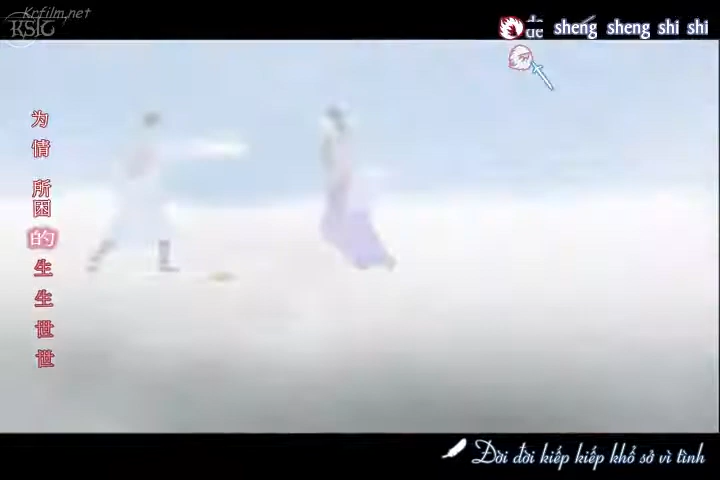 Krfilm.net
KSTC
de sheng sheng shi shi
为情 所困的生生世世
Đời đời kiếp kiếp khổ sở vì tình